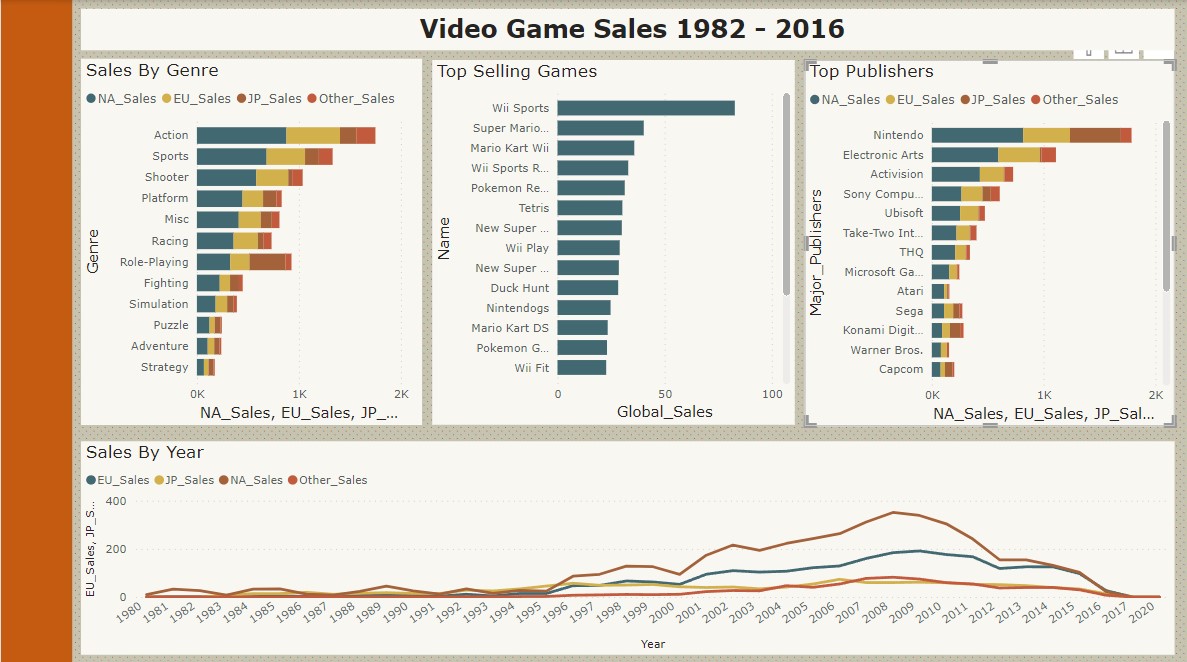 Video Game Sales 1982 - 2016
Sales By Genre
NA_Sales EU_Sales JP_Sales Other_Sales
Genre
Action
Sports
Shooter
Platform
Misc
Racing
Role-Playing
Fighting
Simulation
Puzzle
Adventure
Strategy
0K 1K 2K
NA_Sales, EU_Sales, JP_...
Top Selling Games
Name
Wii Sports
Super Mario...
Mario Kart Wii
Wii Sports R...
Pokemon Re...
Tetris
New Super ...
Wii Play
New Super ...
Duck Hunt
Nintendogs
Mario Kart DS
Pokemon G...
Wii Fit
0 50 100
Global_Sales
Top Publishers
NA_Sales EU_Sales JP_Sales Other_Sales
Major_Publishers
Nintendo
Electronic Arts
Activision
Sony Compu...
Ubisoft
Take-Two Int...
THQ
Microsoft Ga...
Atari
Sega
Konami Digit...
Warner Bros.
Capcom
0K 1K 2K
NA_Sales, EU_Sales, JP_Sal...
Sales By Year
EU_Sales JP_Sales NA_Sales Other_Sales
EU_Sales, JP_S...
400
200
0
1980 1981 1982 1983 1984 1985 1986 1987 1988 1989 1990 1991 1992 1993 1994 1995 1996 1997 1998 1999 2000 2001 2002 2003 2004 2005 2006 2007 2008 2009 2010 2011 2012 2013 2014 2015 2016 2017 2020
Year